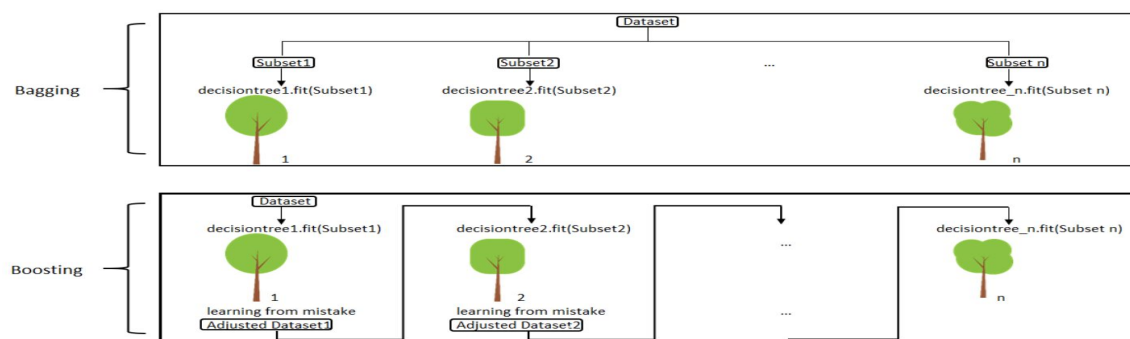 Dataset
Subset1 Subset2 ... Subset n
Bagging
decisiontree1.fit(Subset1) decisiontree2.fit(Subset2) decisiontree_n.fit(Subset n)
1 2 n
Dataset
decisiontree1.fit(Subset1) decisiontree2.fit(Subset2) decisiontree_n.fit(Subset n)
...
Boosting
1 2 n
learning from mistake learning from mistake ...
Adjusted Dataset1 Adjusted Dataset2